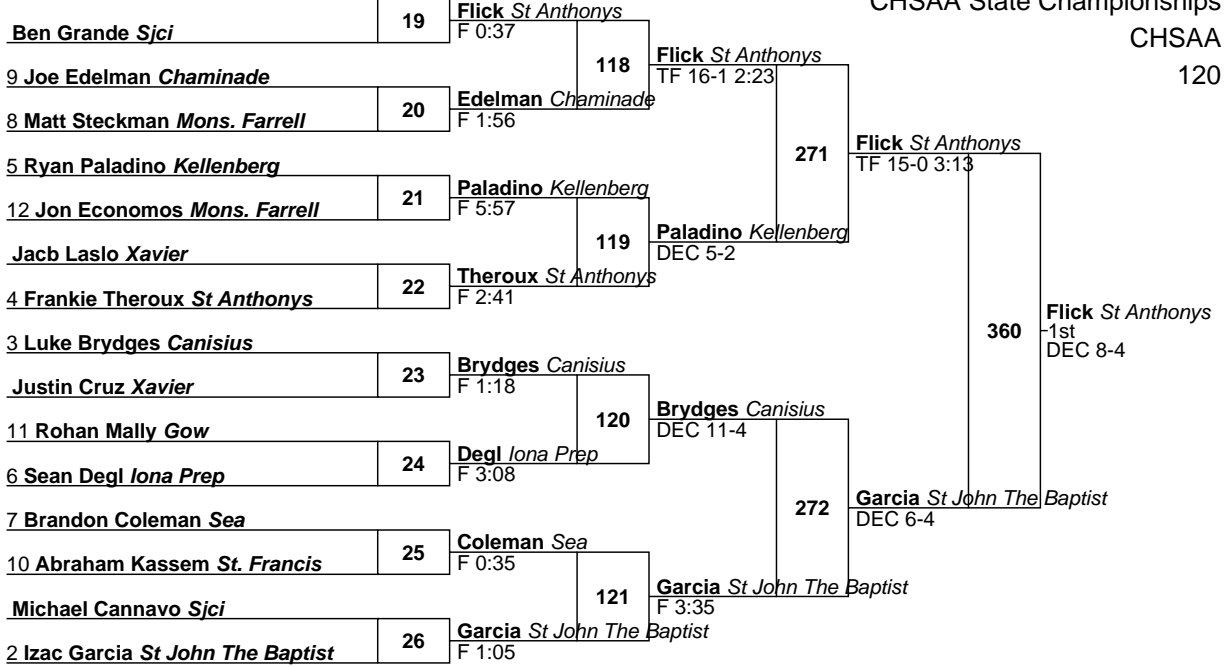 CHSAA State Championships
CHSAA
120
Ben Grande Sjci
9 Joe Edelman Chaminade
8 Matt Steckman Mons. Farrell
5 Ryan Paladino Kellenberg
12 Jon Economos Mons. Farrell
Jacb Laslo Xavier
4 Frankie Theroux St Anthonys
3 Luke Brydges Canisius
Justin Cruz Xavier
11 Rohan Mally Gow
6 Sean Degl Iona Prep
7 Brandon Coleman Sea
10 Abraham Kassem St. Francis
Michael Cannavo Sjci
2 Izac Garcia St John The Baptist
19
20
21
22
23
24
25
26
Flick St Anthonys
F 0:37
Edelman Chaminade
F 1:56
Paladino Kellenberg
F 5:57
Theroux St Anthonys
F 2:41
Brydges Canisius
F 1:18
Degl Iona Prep
F 3:08
Coleman Sea
F 0:35
Garcia St John The Baptist
F 1:05
118
119
120
121
Flick St Anthonys
TF 16-1 2:23
Paladino Kellenberg
DEC 5-2
Brydges Canisius
DEC 11-4
Garcia St John The Baptist
F 3:35
271
272
Flick St Anthonys
TF 15-0 3:13
Garcia St John The Baptist
DEC 6-4
360
Flick St Anthonys
1st
DEC 8-4